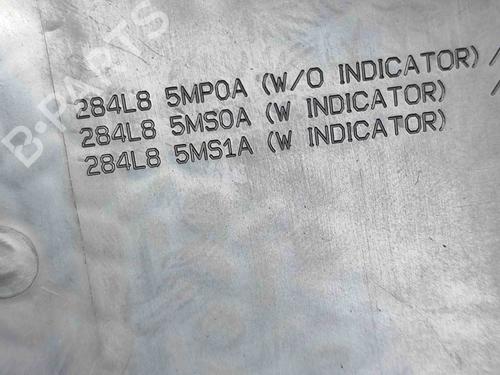 B-PARTS
284L8 5MP0A (W/O INDICATOR) /
284L8 5MS0A (W INDICATOR) /
284L8 5MS1A (W INDICATOR)